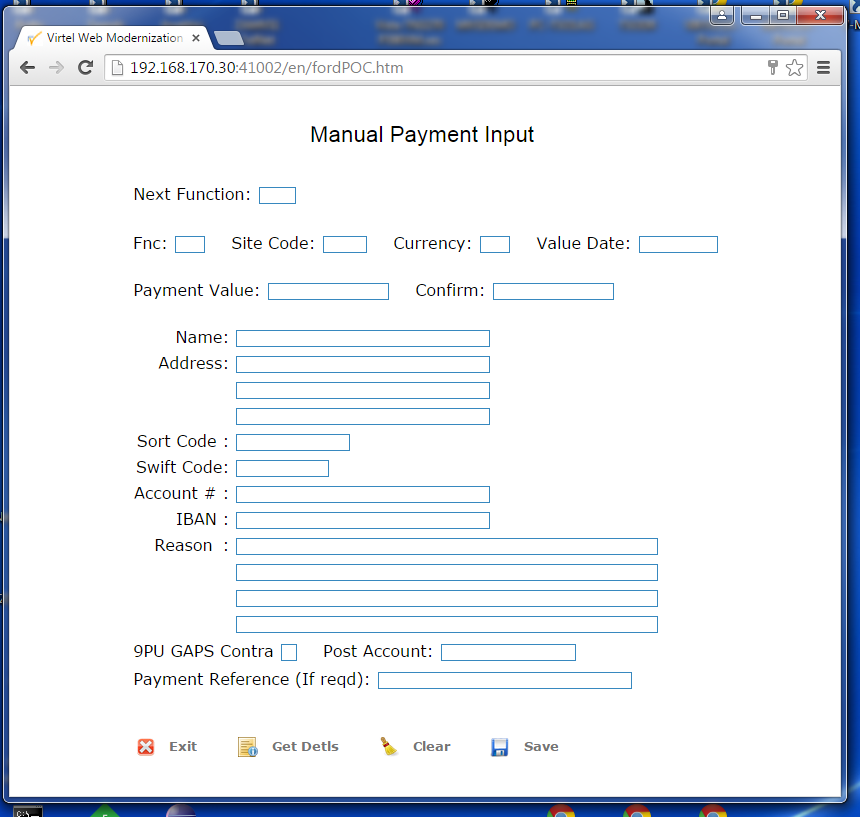 Virtel Web Modernization
192.168.170.30:41002/en/fordPOC.htm
Manual Payment Input
Next Function:
Fnc: Site Code: Currency: Value Date:
Payment Value: Confirm:
Name:
Address:
Sort Code :
Swift Code:
Account # :
IBAN :
Reason :
9PU GAPS Contra Post Account:
Payment Reference (If reqd):
Exit Get Detls Clear Save